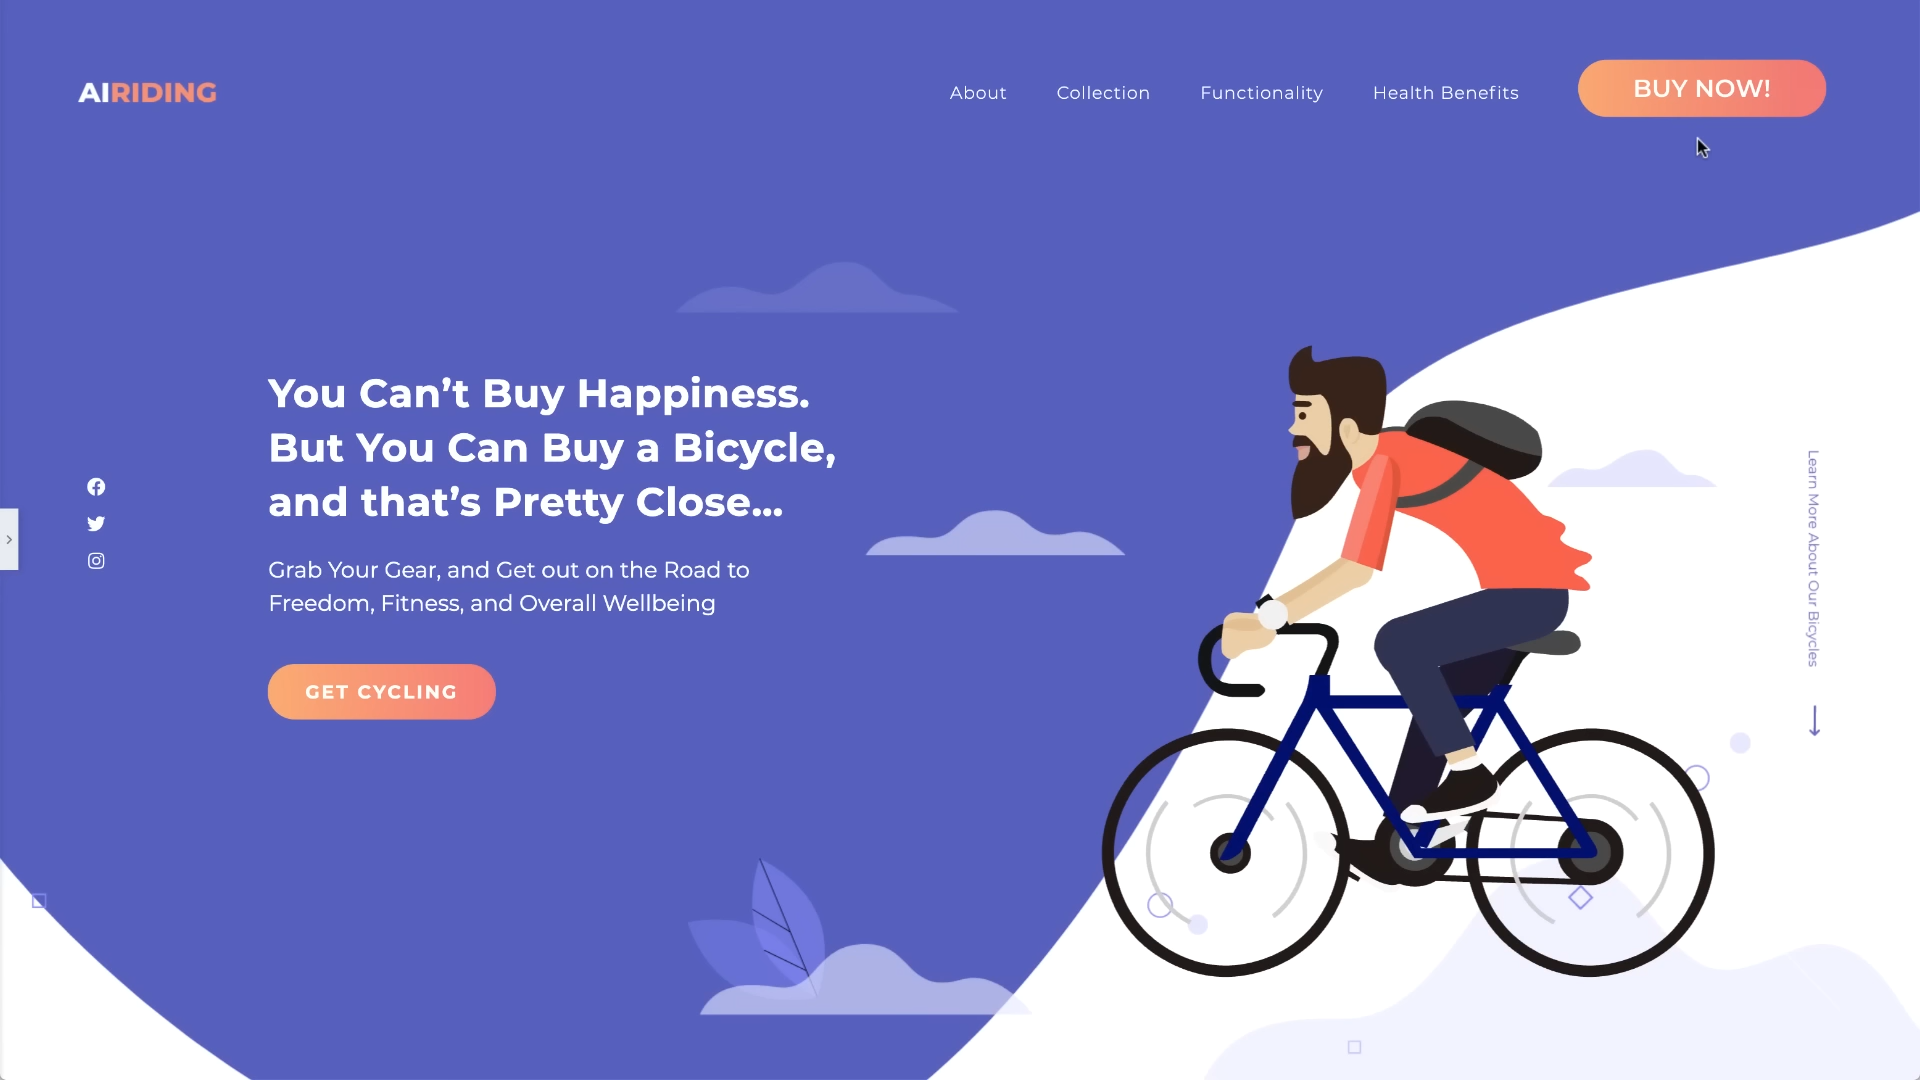 AIRIDING
About
Collection
Functionality
Health Benefits
BUY NOW!
You Can’t Buy Happiness.
But You Can Buy a Bicycle,
and that’s Pretty Close...
Grab Your Gear, and Get out on the Road to
Freedom, Fitness, and Overall Wellbeing
GET CYCLING
Learn More About Our Bicycles